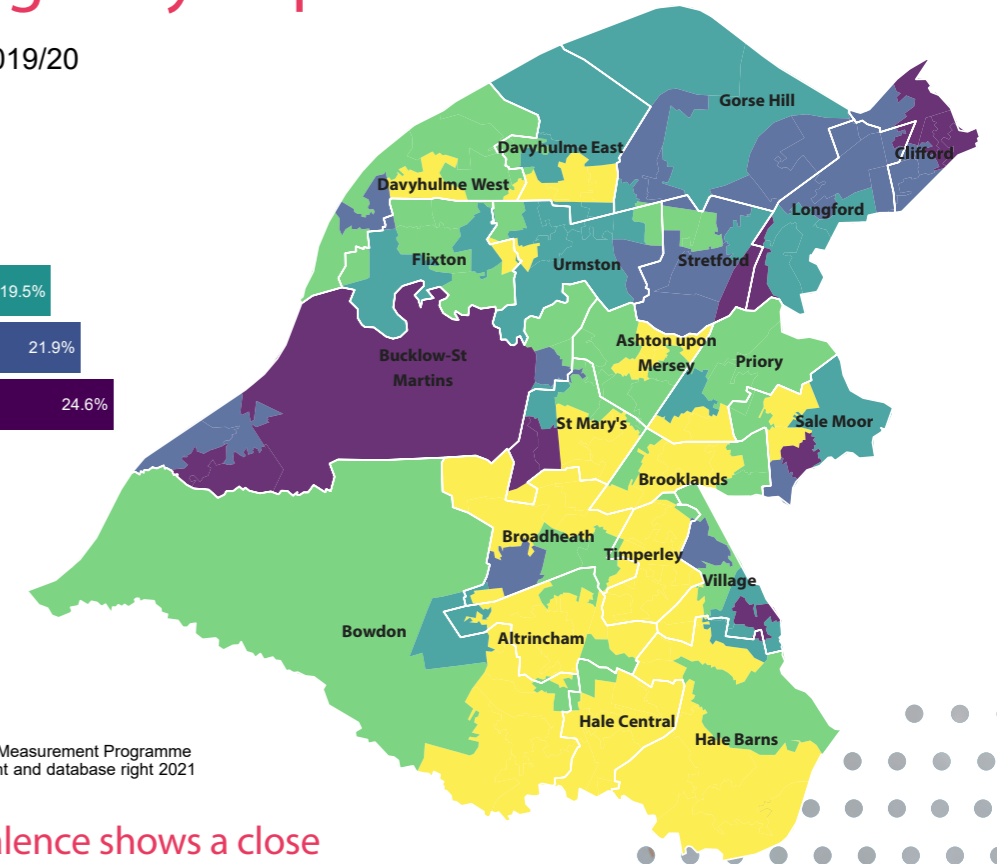 019/20
19.5%
21.9%
24.6%
Gorse Hill
Clifford
Davyhulme East
Davyhulme West
Longford
Flixton
Urmston
Stretford
Bucklow-St
Martins
Ashton upon
Mersey
Priory
St Mary's
Sale Moor
Brooklands
Broadheath
Timperley
Village
Bowdon
Altrincham
Hale Central
Hale Barns
Measurement Programme
nt and database right 2021
alence shows a close